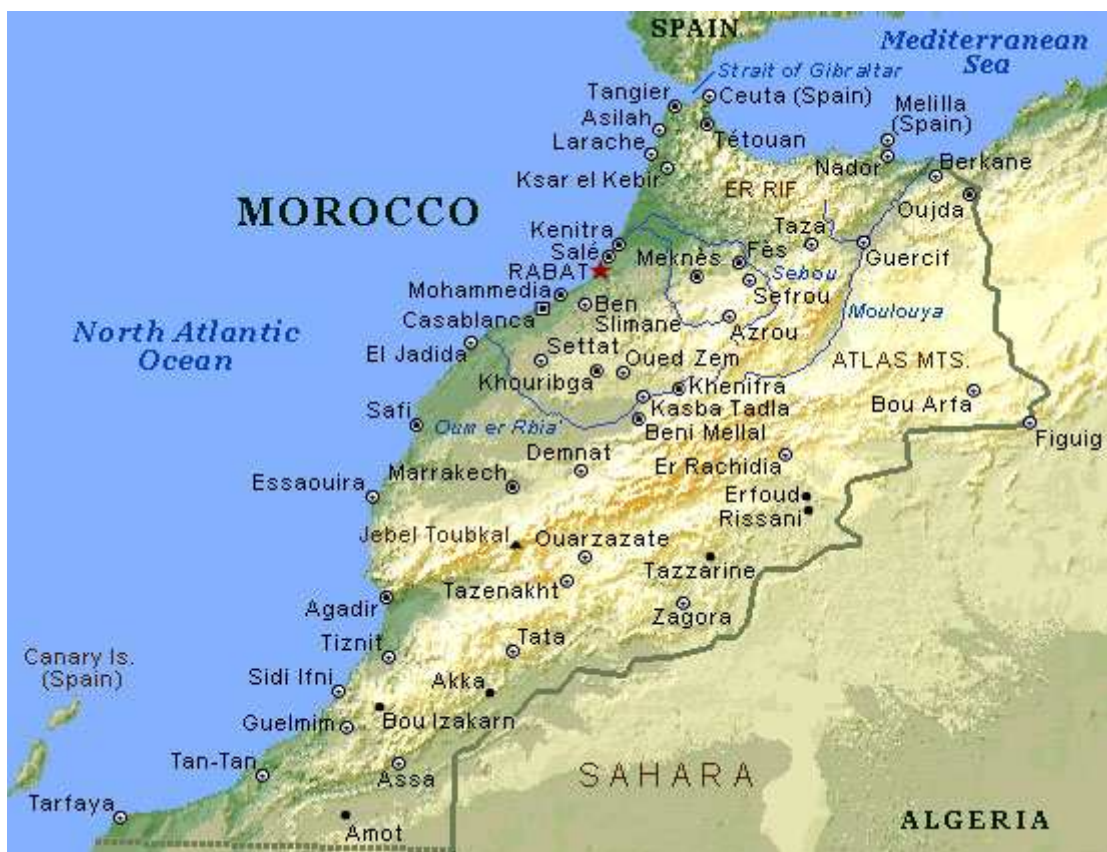 SPAIN
Mediterranean
Sea
Strait of Gibraltar
Tangier
Ceuta (Spain)
Asilah
Melilla
(Spain)
Larache
Tétouan
Ksar el Kebir
Nador
Berkane
ER RIF
Oujda
MOROCCO
Kenitra
Taza
Salé
Meknès
Fès
Guercif
RABAT
Sebou
Sefrou
Mohammedia
Ben
Slimane
Casablanca
Azrou
Moulouya
North Atlantic
Ocean
El Jadida
Settat
Oued Zem
ATLAS MTS.
Khouribga
Khenifra
Bou Arfa
Safi
Kasba Tadla
Oum er Rbia'
Beni Mellal
Figuig
Demnat
Er Rachidia
Marrakech
Essaouira
Erfoud
Rissani
Jebel Toubkal
Ouarzazate
Tazzarine
Tazenakht
Agadir
Zagora
Tiznit
Tata
Canary Is.
(Spain)
Sidi Ifni
Akka
Guelmim
Bou Izakarn
Tan-Tan
Assa
SAHARA
Tarfaya
Amot
ALGERIA